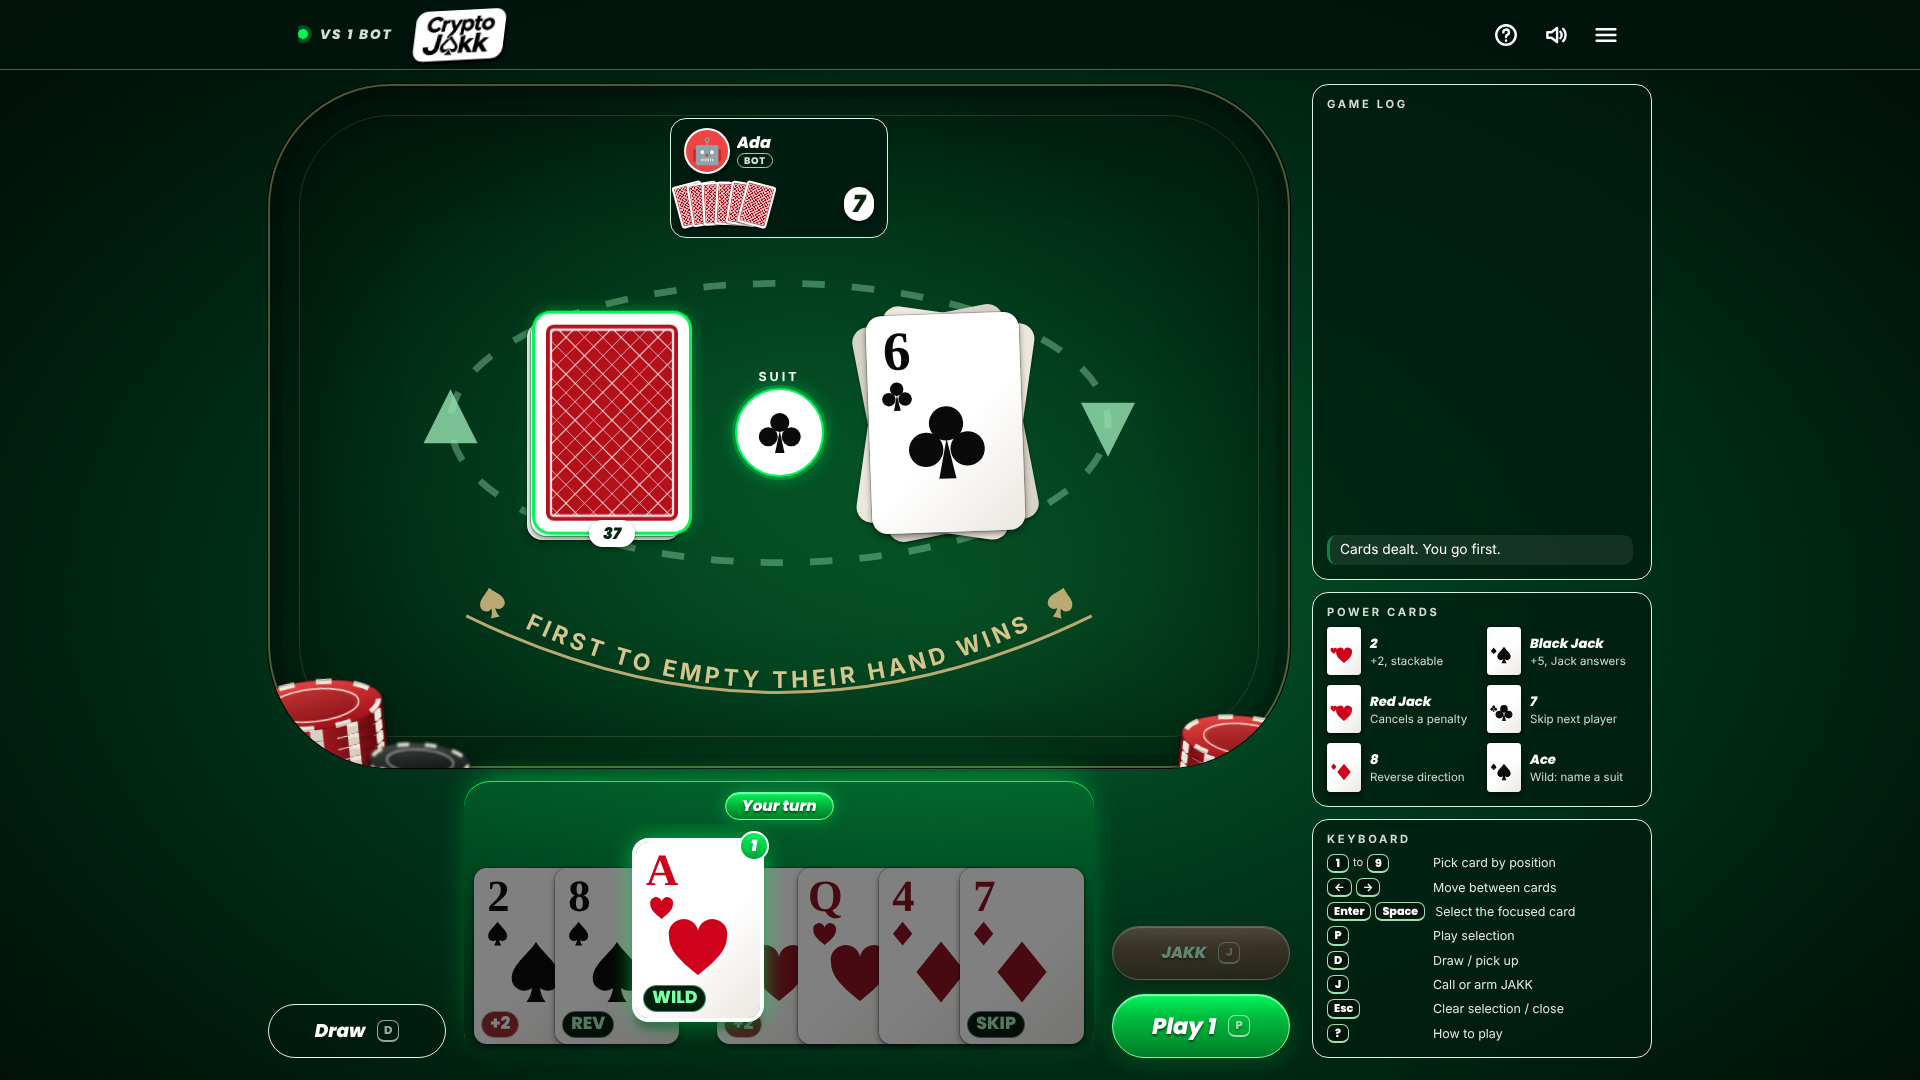 VS 1 BOT
Crypto
Jakk
Ada
BOT
7
SUIT
6
37
FIRST TO EMPTY THEIR HAND WINS
Your turn
2
+2
8
REV
A
WILD
1
+2
Q
4
7
SKIP
Draw D
JAKK J
Play 1 P
GAME LOG
Cards dealt. You go first.
POWER CARDS
2
+2, stackable
Black Jack
+5, Jack answers
Red Jack
Cancels a penalty
7
Skip next player
8
Reverse direction
Ace
Wild: name a suit
KEYBOARD
1 to 9 Pick card by position
← → Move between cards
Enter Space Select the focused card
P Play selection
D Draw / pick up
J Call or arm JAKK
Esc Clear selection / close
? How to play